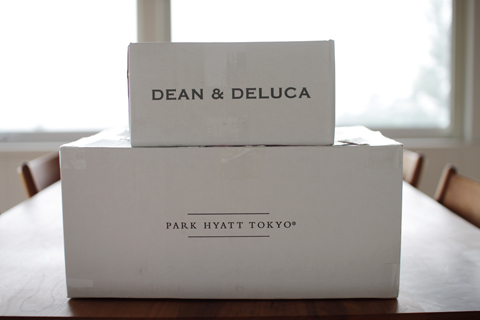 DEAN & DELUCA
PARK HYATT TOKYO®